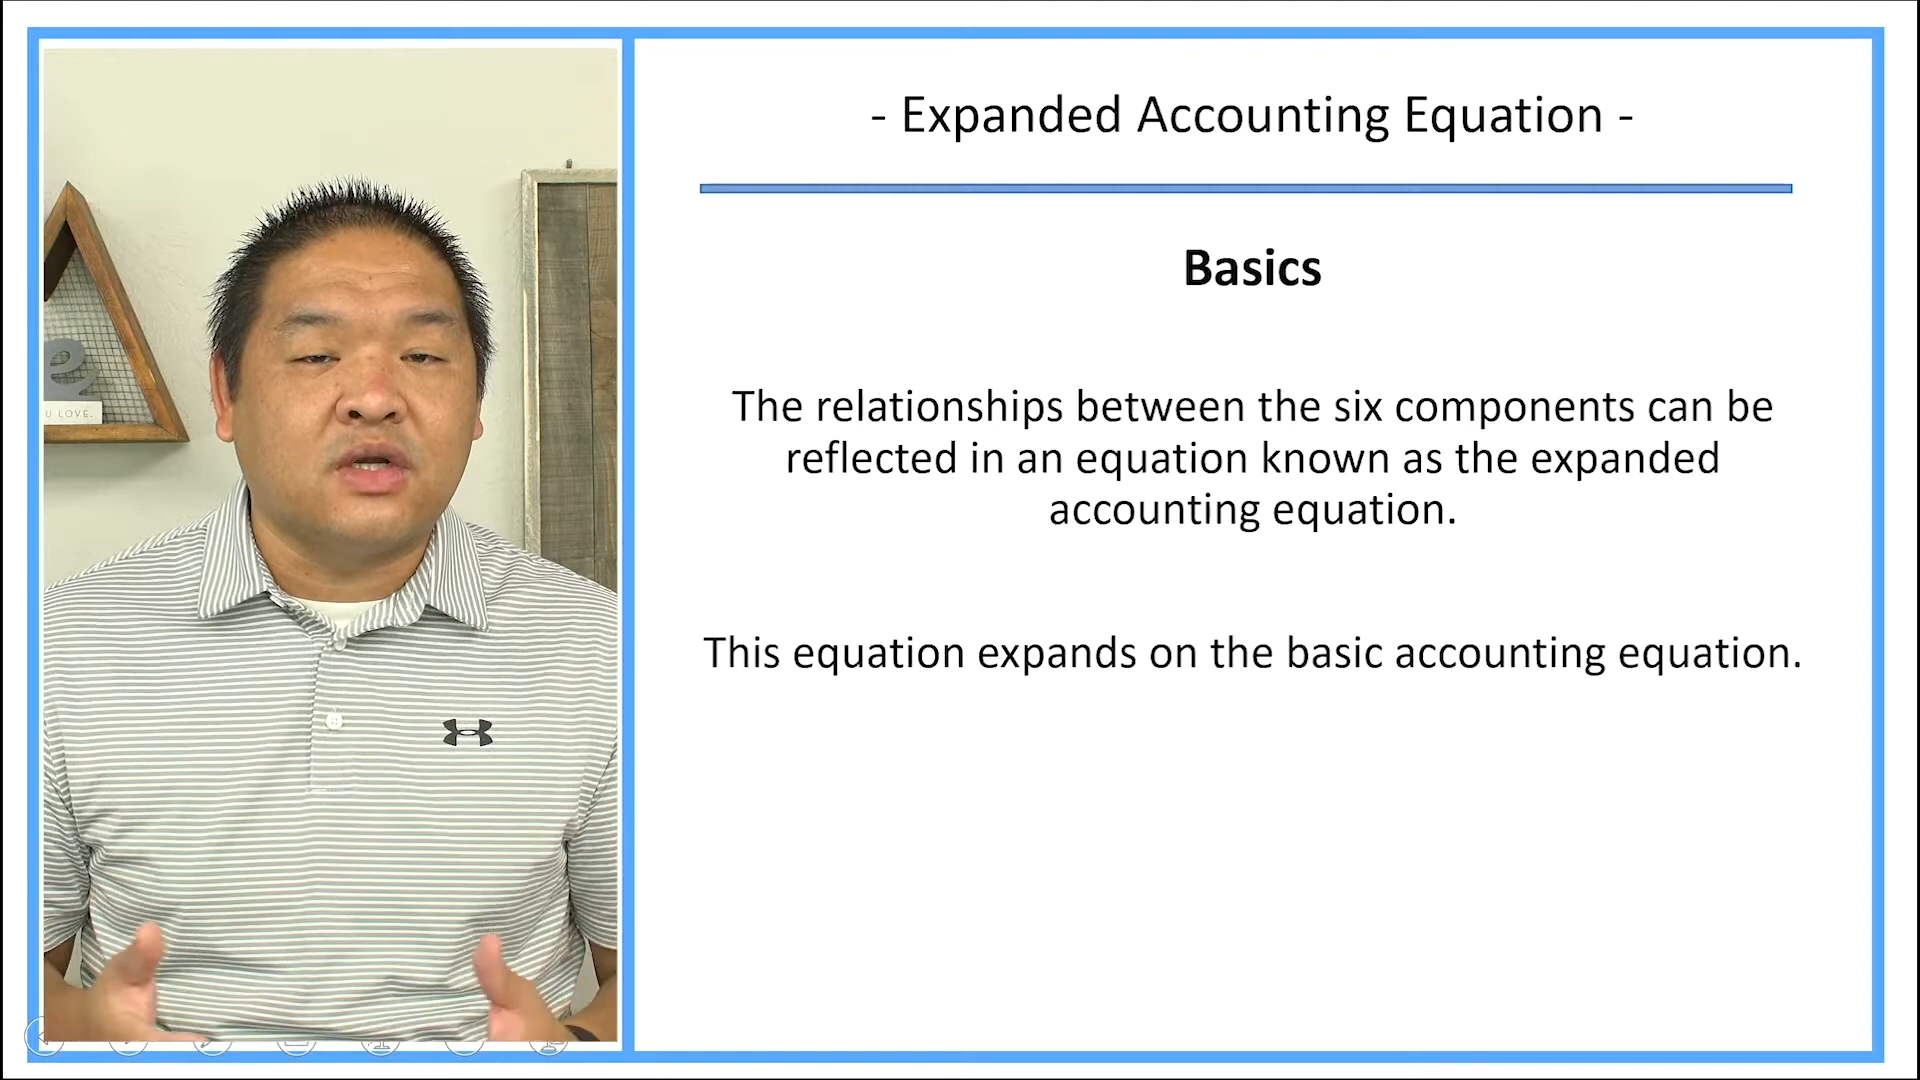 - Expanded Accounting Equation -
Basics
The relationships between the six components can be
reflected in an equation known as the expanded
accounting equation.
This equation expands on the basic accounting equation.
e
U LOVE.